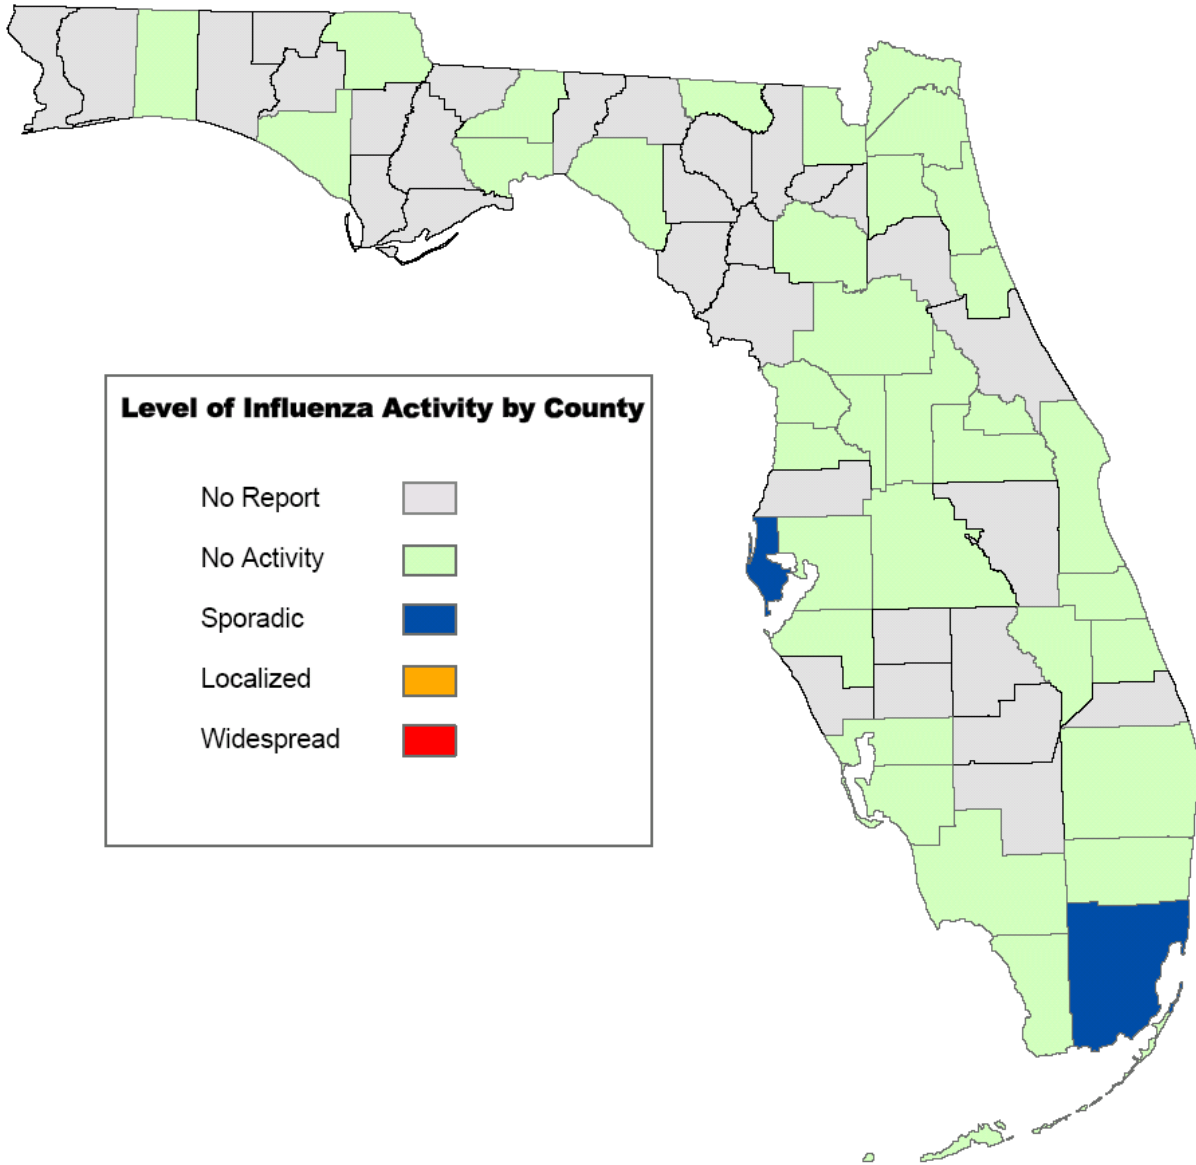 Level of Influenza Activity by County
No Report
No Activity
Sporadic
Localized
Widespread